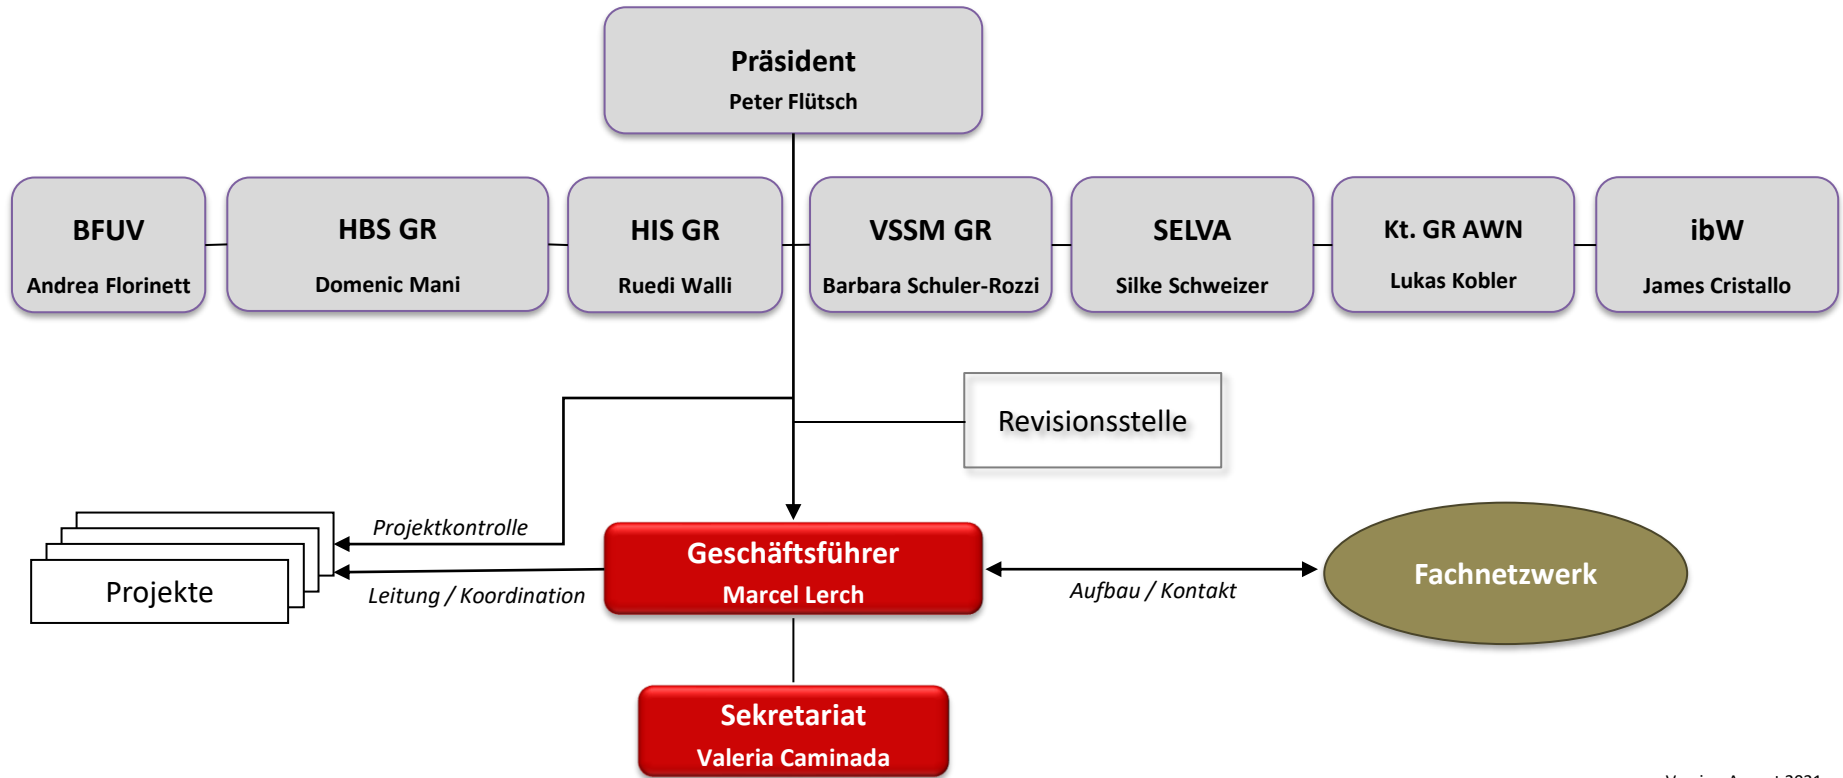 Präsident
Peter Flütsch
BFUV
Andrea Florinett
HBS GR
Domenic Mani
HIS GR
Ruedi Walli
VSSM GR
Barbara Schuler-Rozzi
SELVA
Silke Schweizer
Kt. GR AWN
Lukas Kobler
ibW
James Cristallo
Revisionsstelle
Projektkontrolle
Projekte
Leitung / Koordination
Geschäftsführer
Marcel Lerch
Aufbau / Kontakt
Fachnetzwerk
Sekretariat
Valeria Caminada